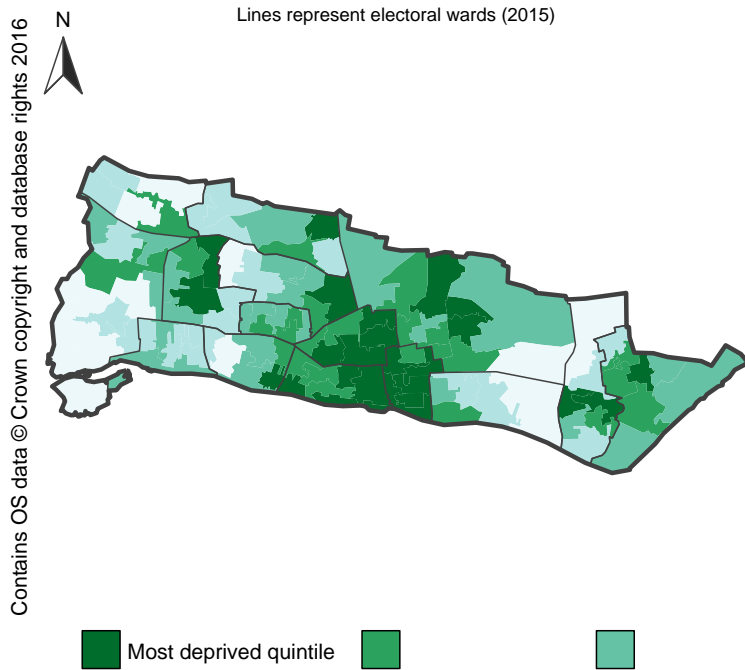 Lines represent electoral wards (2015)
N
Contains OS data © Crown copyright and database rights 2016
Most deprived quintile